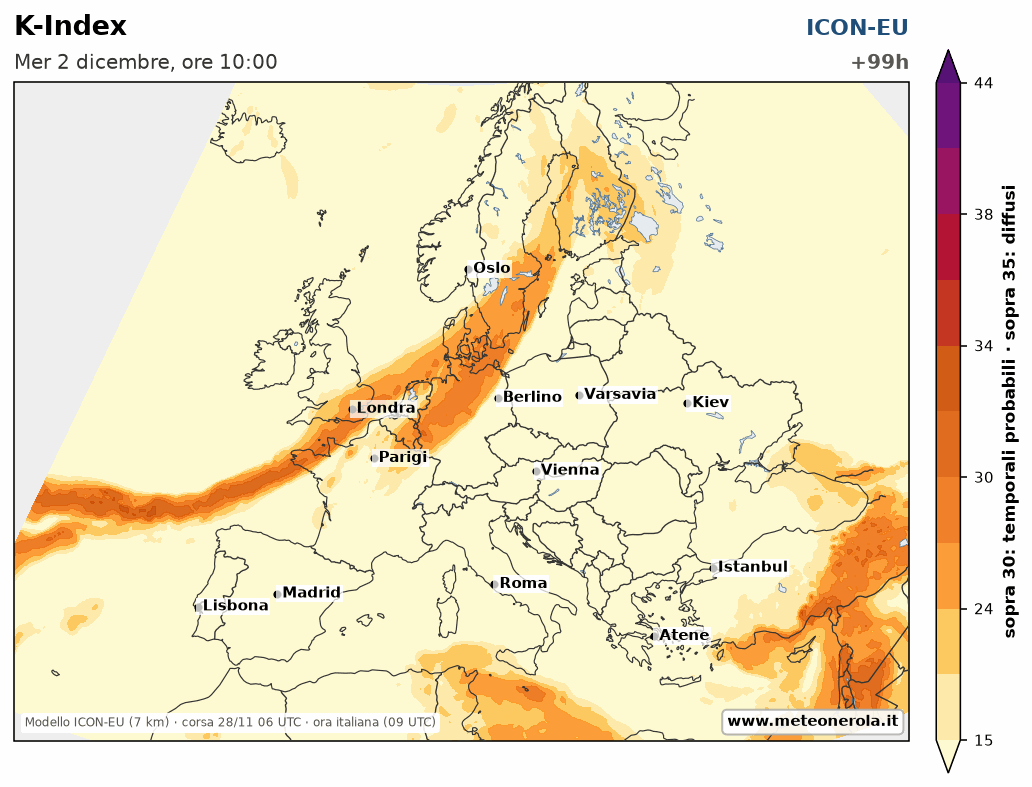 K-Index
ICON-EU
Mer 2 dicembre, ore 10:00
+99h
44
38
34
30
24
15
sopra 30: temporali probabili · sopra 35: diffusi
Oslo
Londra
Berlino
Varsavia
Kiev
Parigi
Vienna
Istanbul
Roma
Madrid
Lisbona
Atene
Modello ICON-EU (7 km) · corsa 28/11 06 UTC · ora italiana (09 UTC)
www.meteonerola.it